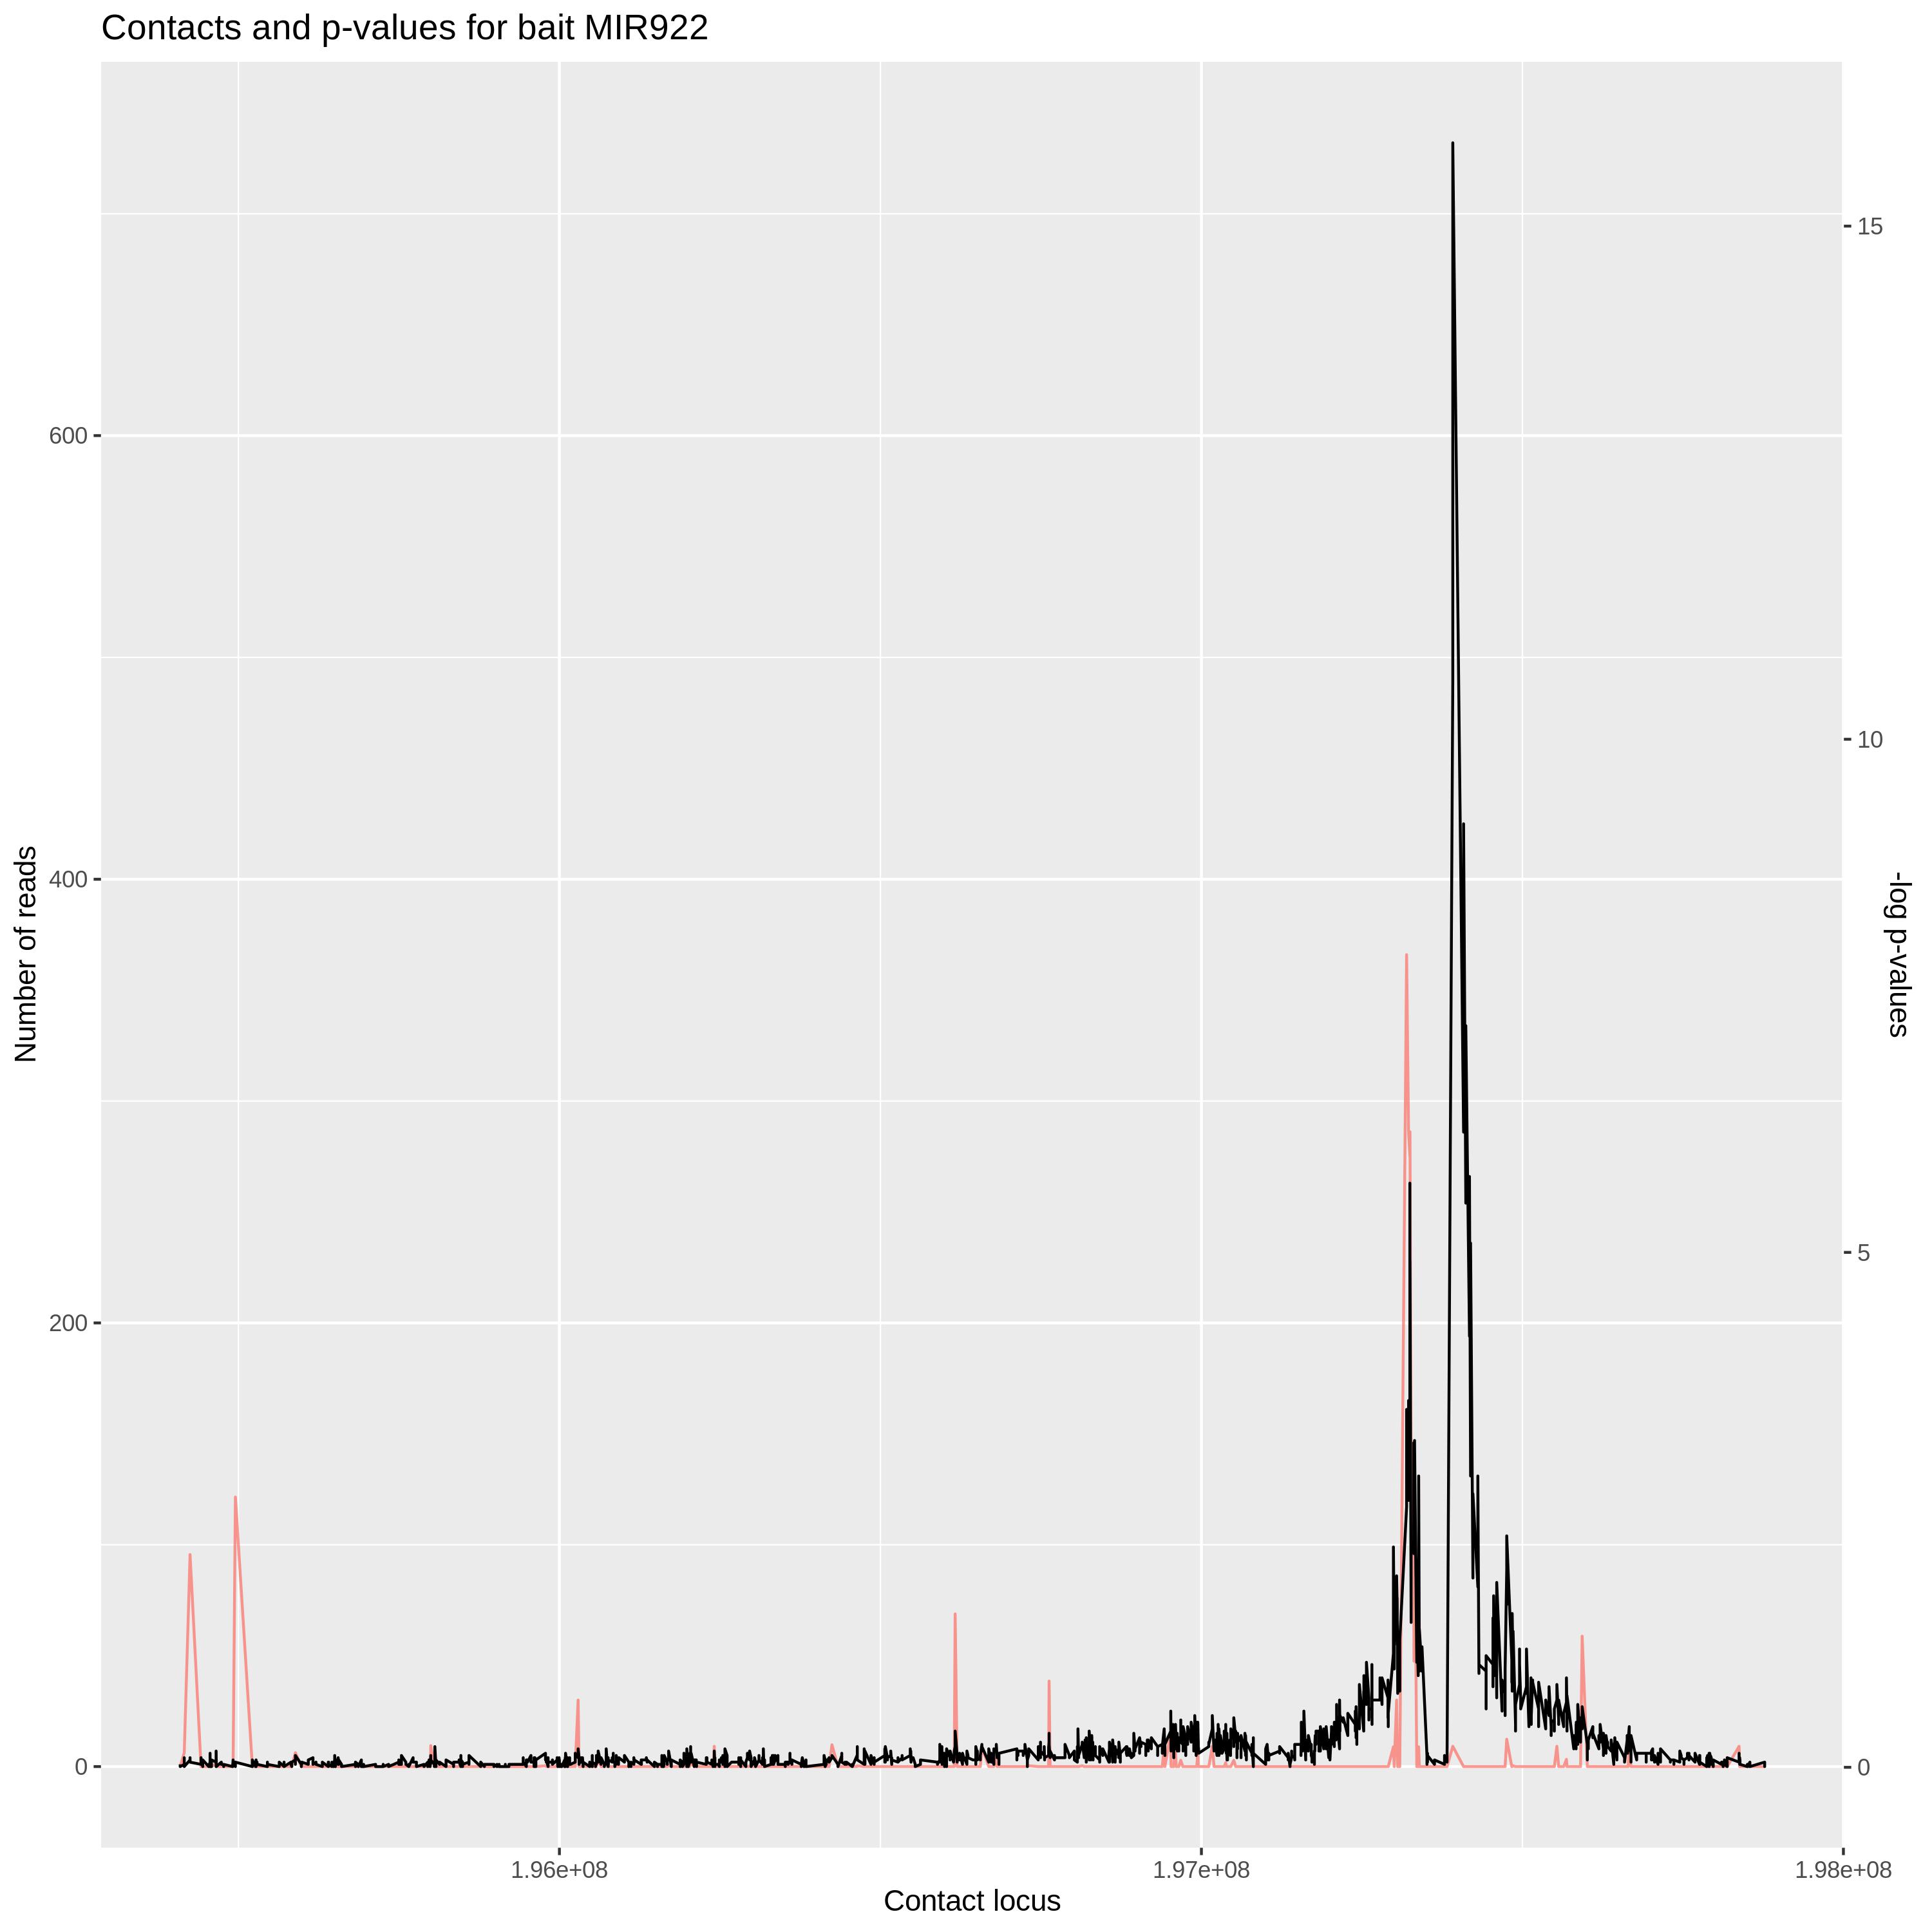 Contacts and p-values for bait MIR922
15
600
10
400
Number of reads
-log p-values
5
200
0
0
1.96e+08
1.97e+08
1.98e+08
Contact locus